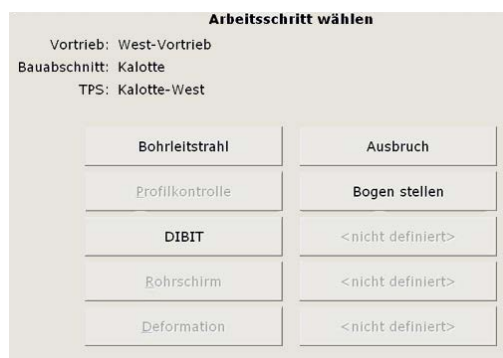 Arbeitsschritt wählen
Vortrieb: West-Vortrieb
Bauabschnitt: Kalotte
TPS: Kalotte-West
Bohrleitstrahl Ausbruch
Profilkontrolle Bogen stellen
DIBIT <nicht definiert>
Rohrschirm <nicht definiert>
Deformation <nicht definiert>